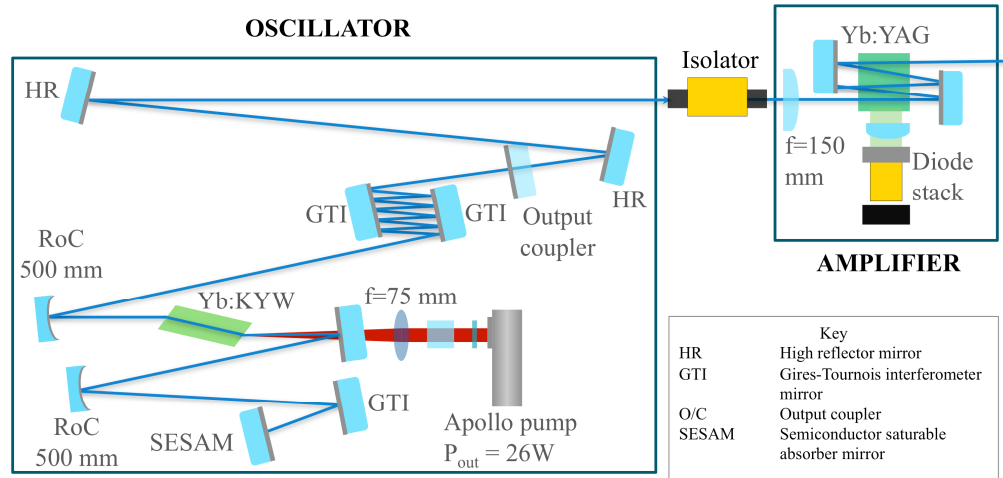 OSCILLATOR
HR
Isolator
Yb:YAG
f=150
mm
Diode
stack
HR
GTI
GTI
Output
coupler
RoC
500 mm
AMPLIFIER
Yb:KYW
f=75 mm
GTI
SESAM
RoC
500 mm
Apollo pump
Pout = 26W
Key
HR High reflector mirror
GTI Gires-Tournois interferometer
mirror
O/C Output coupler
SESAM Semiconductor saturable
absorber mirror